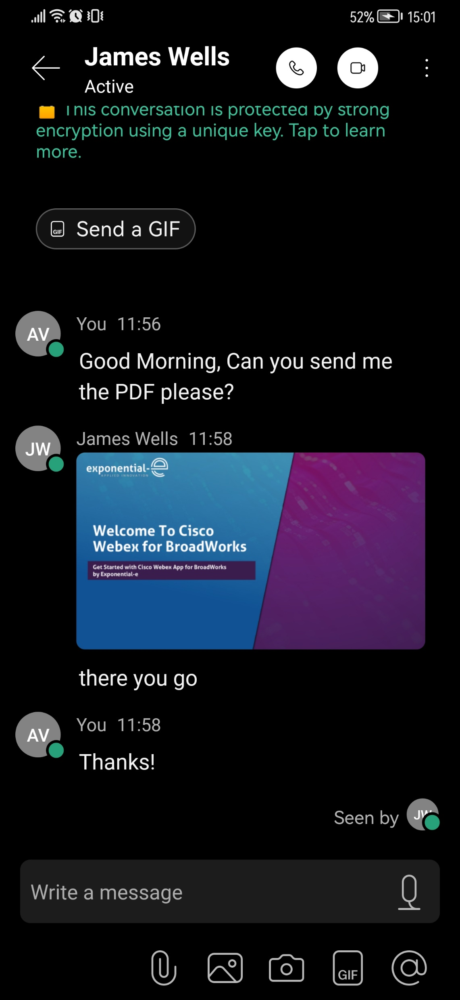 52% 15:01
James Wells
Active
This conversation is protected by strong
encryption using a unique key. Tap to learn
more.
GIF Send a GIF
AV You 11:56
Good Morning, Can you send me
the PDF please?
JW James Wells 11:58
exponential-e
APPLIED INNOVATION
Welcome To Cisco
Webex for BroadWorks
Get Started with Cisco Webex App for BroadWorks
by Exponential-e
there you go
AV You 11:58
Thanks!
Seen by JW
Write a message
GIF @